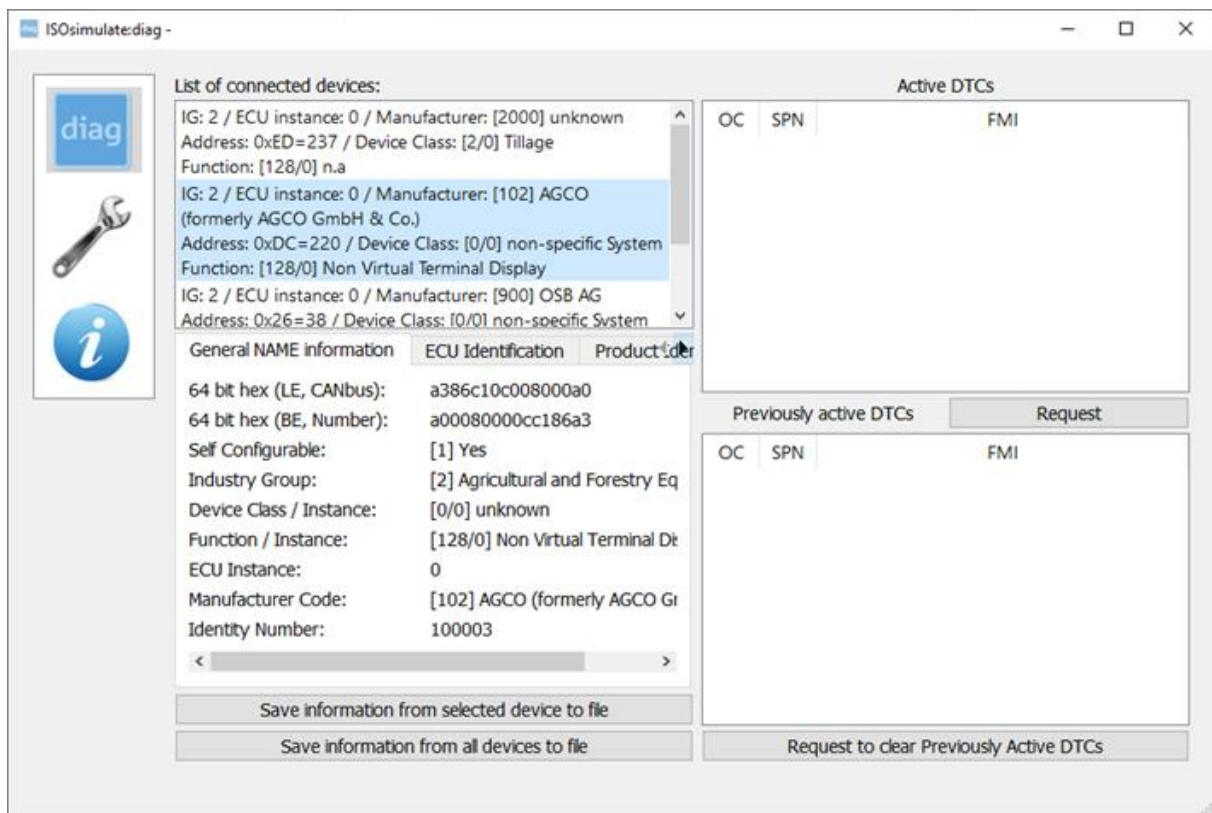 ISOsimulate:diag -
diag
List of connected devices:
IG: 2 / ECU instance: 0 / Manufacturer: [2000] unknown
Address: 0xED=237 / Device Class: [2/0] Tillage
Function: [128/0] n.a
IG: 2 / ECU instance: 0 / Manufacturer: [102] AGCO
(formerly AGCO GmbH & Co.)
Address: 0xDC=220 / Device Class: [0/0] non-specific System
Function: [128/0] Non Virtual Terminal Display
IG: 2 / ECU instance: 0 / Manufacturer: [900] OSB AG
Address: 0x26=38 / Device Class: [0/0] non-specific System
General NAME information ECU Identification Product
64 bit hex (LE, CANbus): a386c10c008000a0
64 bit hex (BE, Number): a00080000cc186a3
Self Configurable: [1] Yes
Industry Group: [2] Agricultural and Forestry Eq
Device Class / Instance: [0/0] unknown
Function / Instance: [128/0] Non Virtual Terminal Di
ECU Instance: 0
Manufacturer Code: [102] AGCO (formerly AGCO G
Identity Number: 100003
Save information from selected device to file
Save information from all devices to file
Active DTCs
OC SPN FMI
Previously active DTCs Request
OC SPN FMI
Request to clear Previously Active DTCs